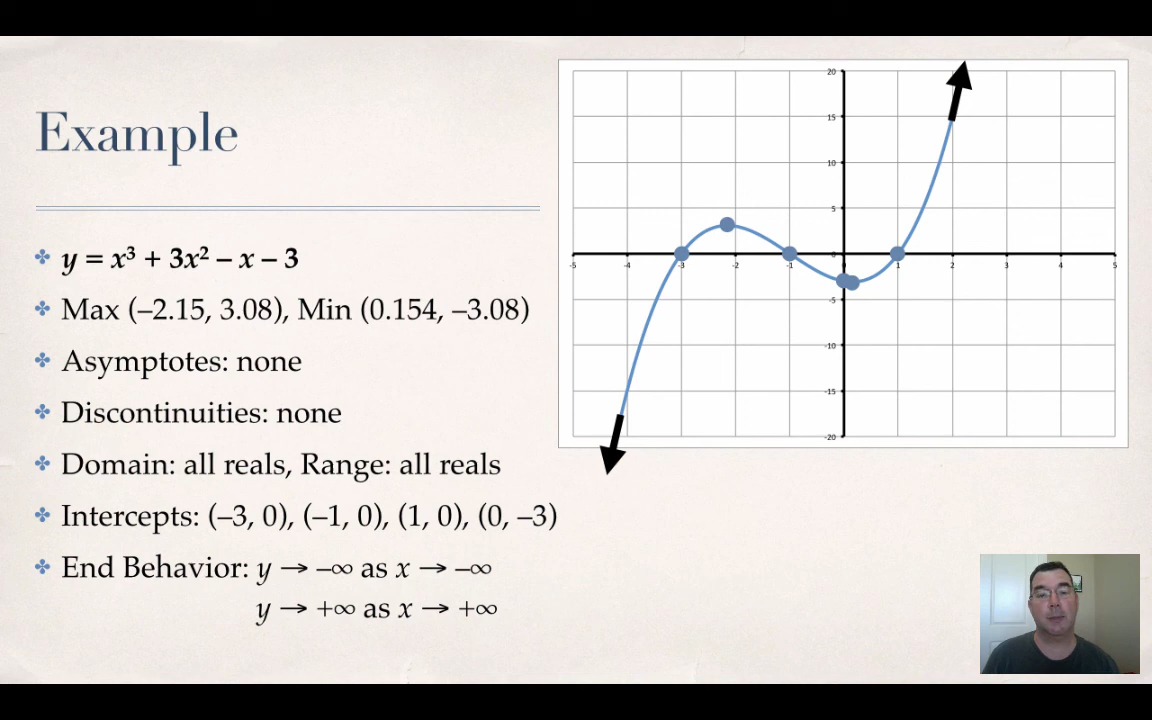 Example
y = x³ + 3x² – x – 3
Max (–2.15, 3.08), Min (0.154, –3.08)
Asymptotes: none
Discontinuities: none
Domain: all reals, Range: all reals
Intercepts: (–3, 0), (–1, 0), (1, 0), (0, –3)
End Behavior: y → –∞ as x → –∞
y → +∞ as x → +∞
20
15
10
5
-5 -4 -3 -2 -1 0 1 2 3 4 5
-5
-10
-15
-20